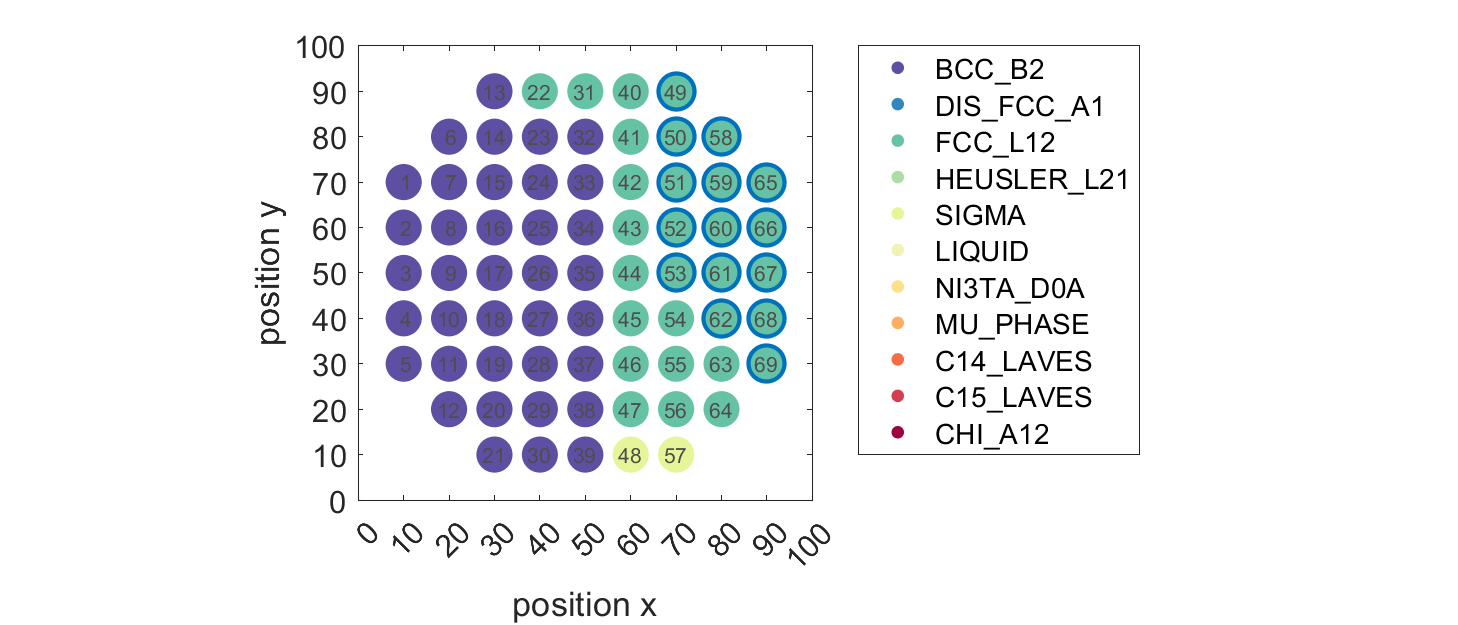 100
90
80
70
60
50
40
30
20
10
0
position y
13 22 31 40 49
6 14 23 32 41 50 58
1 7 15 24 33 42 51 59 65
2 8 16 25 34 43 52 60 66
3 9 17 26 35 44 53 61 67
4 10 18 27 36 45 54 62 68
5 11 19 28 37 46 55 63 69
12 20 29 38 47 56 64
21 30 39 48 57
0 10 20 30 40 50 60 70 80 90 100
position x
BCC_B2
DIS_FCC_A1
FCC_L12
HEUSLER_L21
SIGMA
LIQUID
NI3TA_D0A
MU_PHASE
C14_LAVES
C15_LAVES
CHI_A12